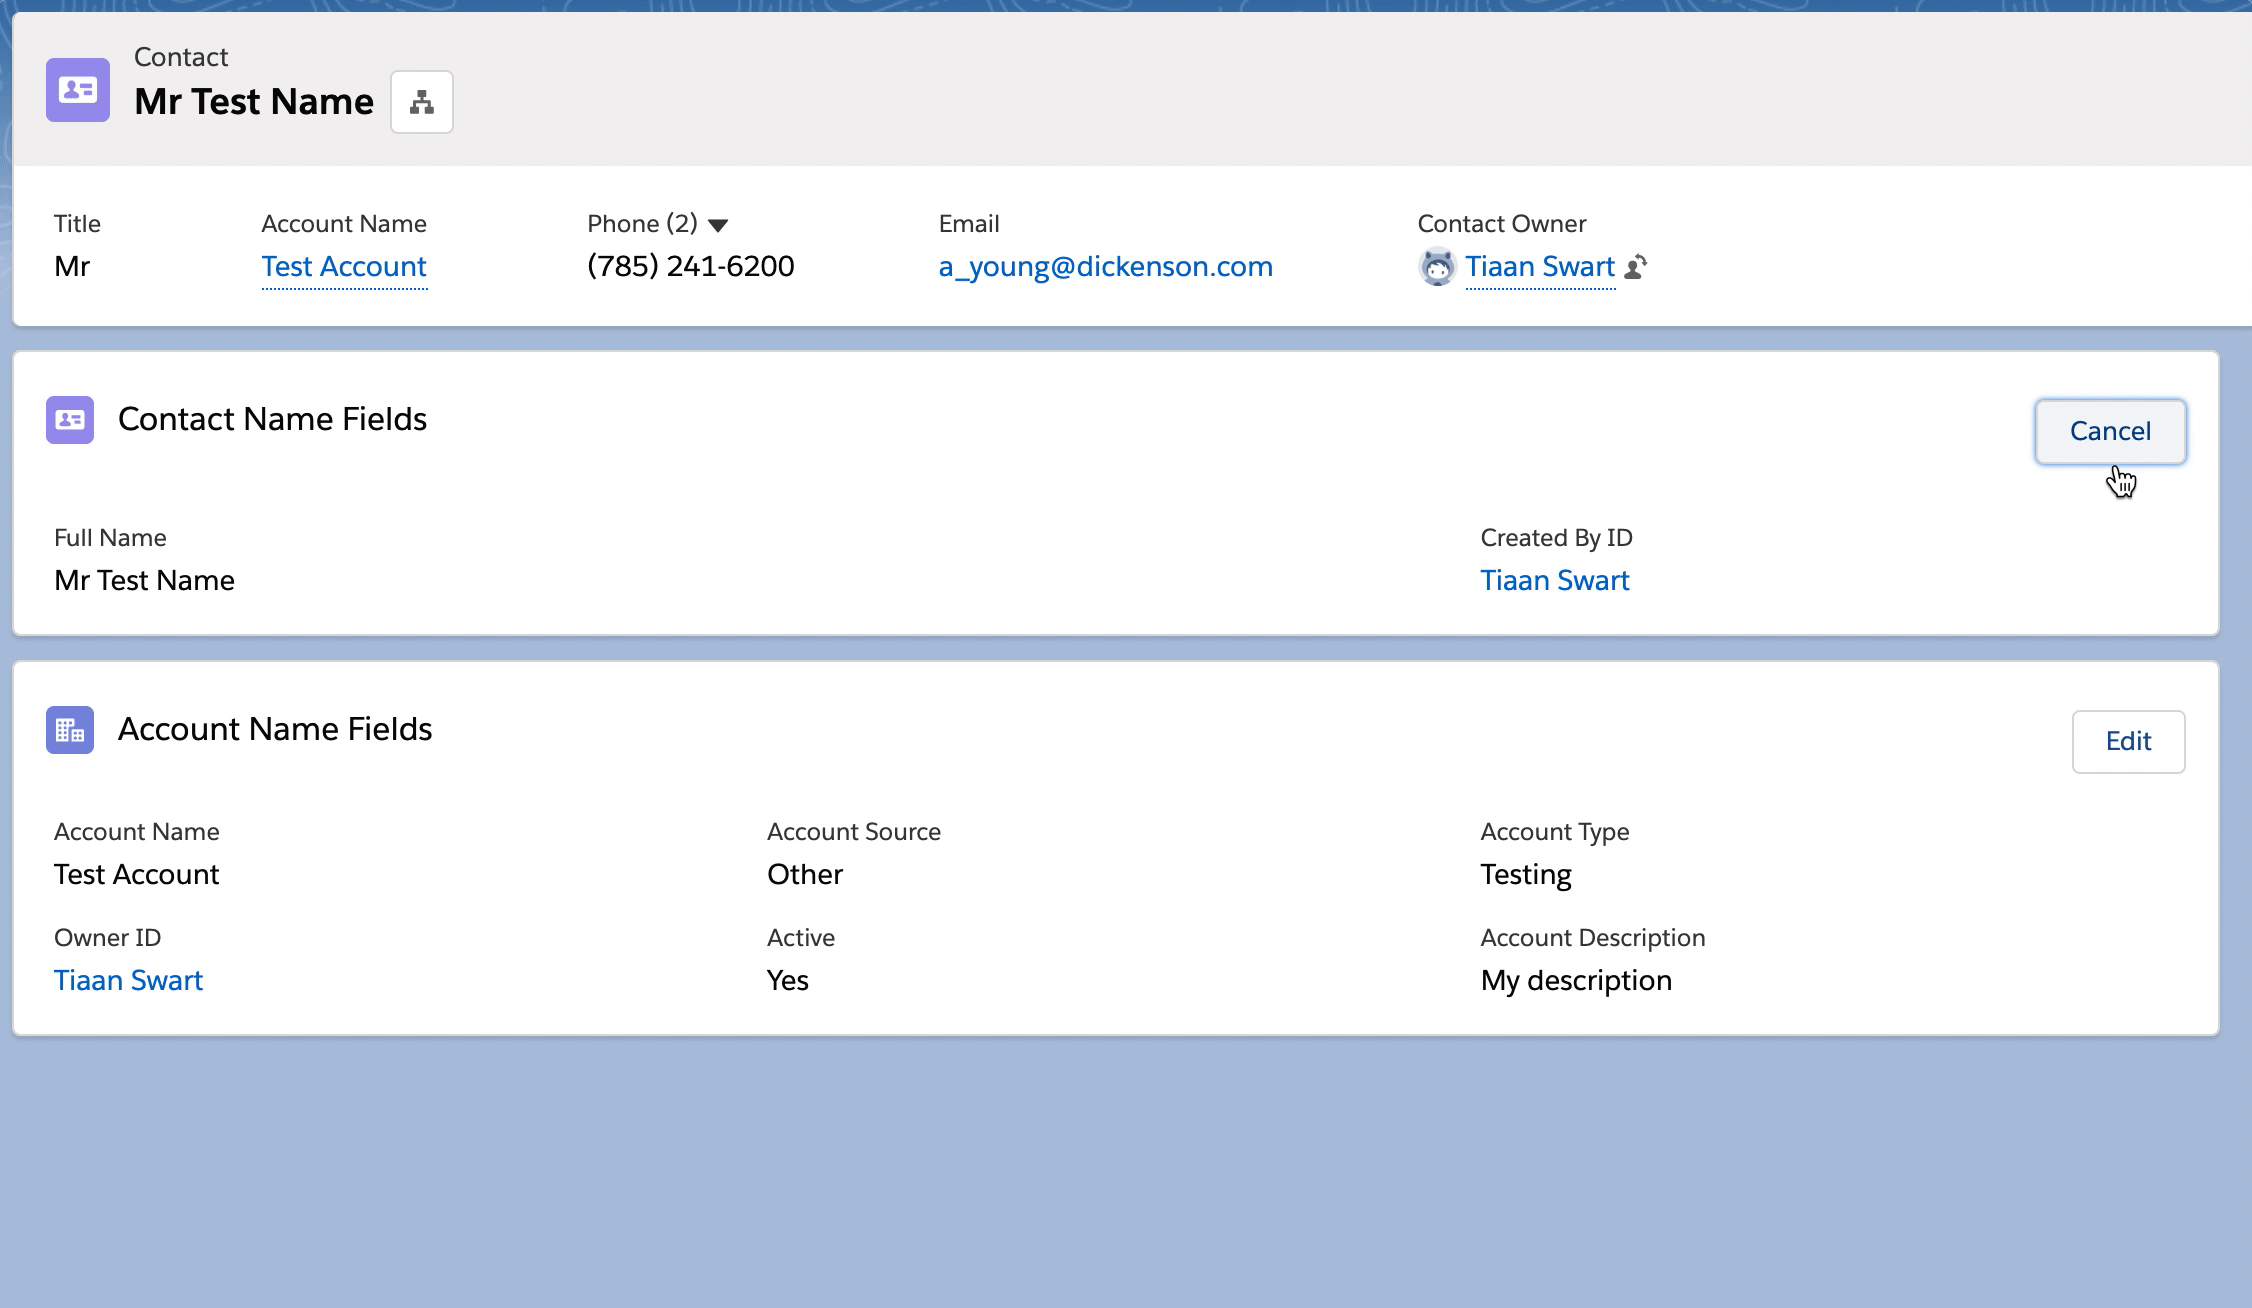 Contact
Mr Test Name
Title Account Name Phone (2) Email Contact Owner
Mr Test Account (785) 241-6200 a_young@dickenson.com Tiaan Swart
Contact Name Fields Cancel
Full Name Created By ID
Mr Test Name Tiaan Swart
Account Name Fields Edit
Account Name Account Source Account Type
Test Account Other Testing
Owner ID Active Account Description
Tiaan Swart Yes My description